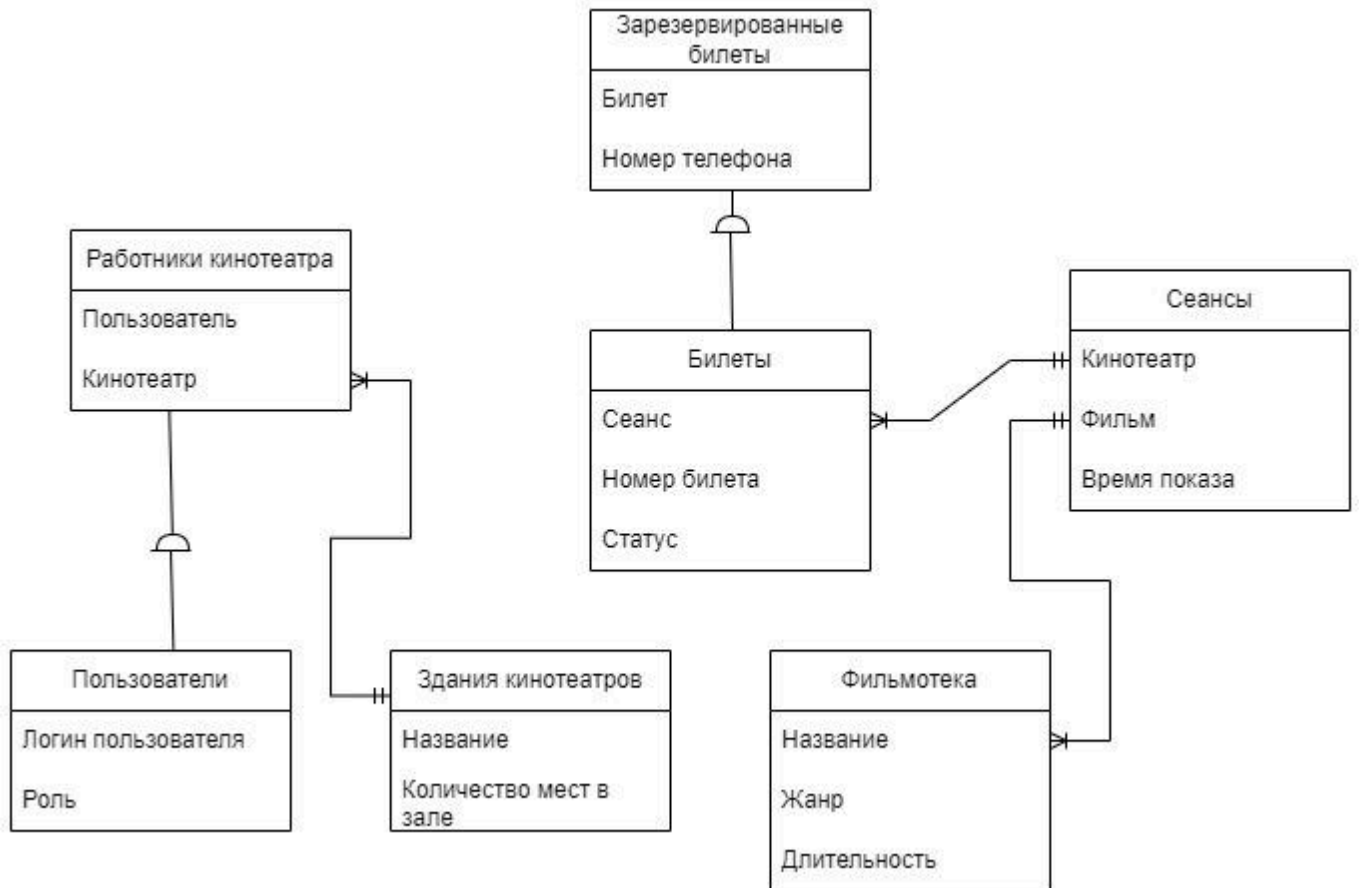 Зарезервированные
билеты
Билет
Номер телефона
Работники кинотеатра
Пользователь
Кинотеатр
Билеты
Сеанс
Номер билета
Статус
Сеансы
Кинотеатр
Фильм
Время показа
Пользователи
Логин пользователя
Роль
Здания кинотеатров
Название
Количество мест в
зале
Фильмотека
Название
Жанр
Длительность